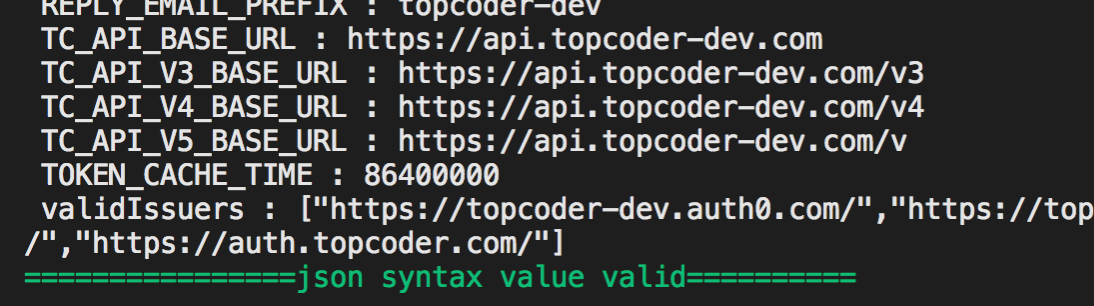 REPLY_EMAIL_PREFIX : topcoder-dev
TC_API_BASE_URL : https://api.topcoder-dev.com
TC_API_V3_BASE_URL : https://api.topcoder-dev.com/v3
TC_API_V4_BASE_URL : https://api.topcoder-dev.com/v4
TC_API_V5_BASE_URL : https://api.topcoder-dev.com/v
TOKEN_CACHE_TIME : 86400000
validIssuers : ["https://topcoder-dev.auth0.com/","https://top
/","https://auth.topcoder.com/"]
================json syntax value valid==========